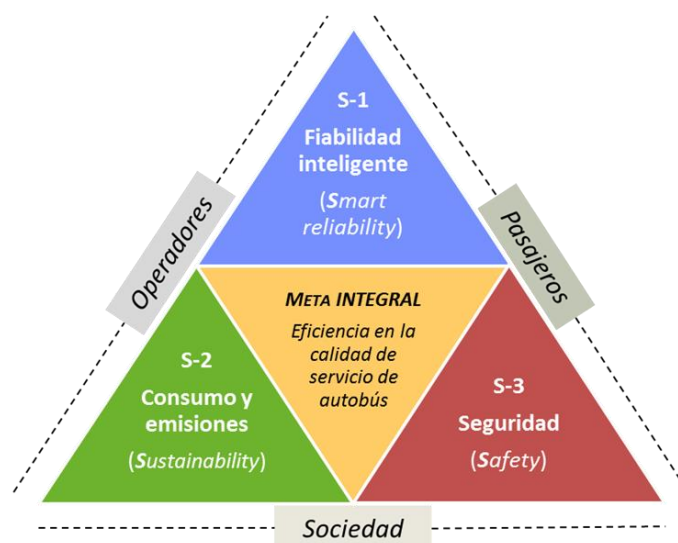 S-1
Fiabilidad
inteligente
(Smart
reliability)
Operadores
Pasajeros
META INTEGRAL
Eficiencia en la
calidad de
servicio de
autobús
S-2
Consumo y
emisiones
(Sustainability)
S-3
Seguridad
(Safety)
Sociedad